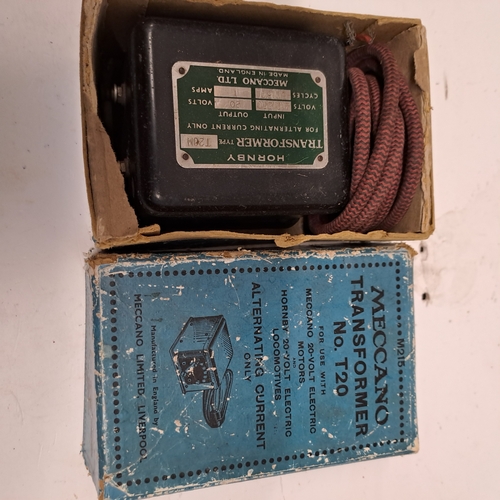 HORNBY
TRANSFORMER TYPE T20M
FOR ALTERNATING CURRENT ONLY
INPUT OUTPUT
VOLTS VOLTS
CYCLES AMPS
MECCANO LTD.
MADE IN ENGLAND
M215
MECCANO
TRANSFORMER
No. T20
FOR USE WITH
MECCANO 20-VOLT ELECTRIC
MOTORS
HORNBY 20-VOLT ELECTRIC
LOCOMOTIVES
ALTERNATING CURRENT
ONLY
Manufactured in England by
MECCANO LIMITED, LIVERPOOL